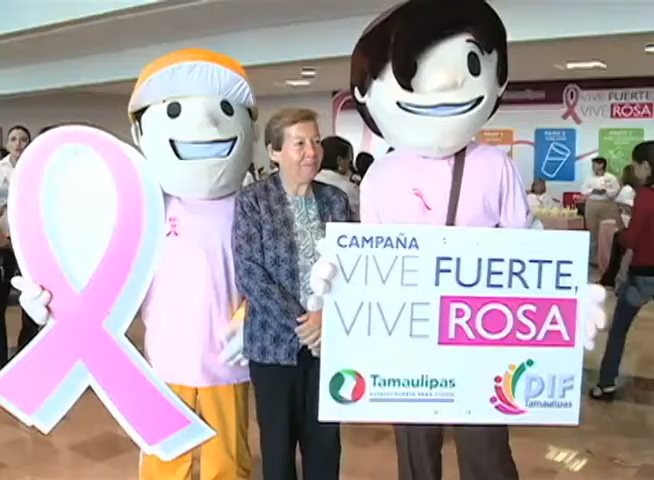 CAMPAÑA
VIVE FUERTE,
VIVE ROSA
Tamaulipas
DIF
Tamaulipas
VIVE FUERTE
VIVE ROSA